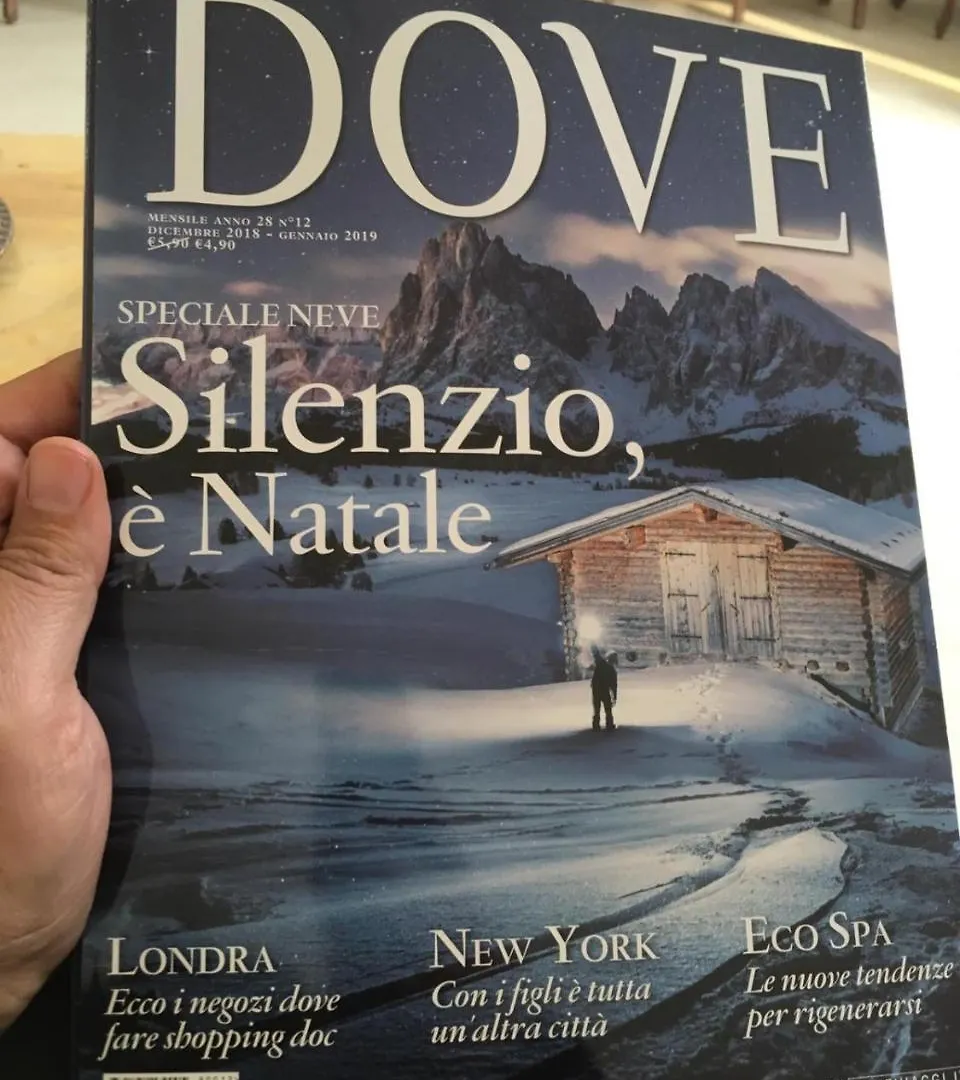 DOVE
MENSILE ANNO 28 N°12
DICEMBRE 2018 - GENNAIO 2019
€5,90 €4,90
SPECIALE NEVE
Silenzio,
è Natale
LONDRA
Ecco i negozi dove
fare shopping doc
NEW YORK
Con i figli è tutta
un'altra città
ECO SPA
Le nuove tendenze
per rigenerarsi